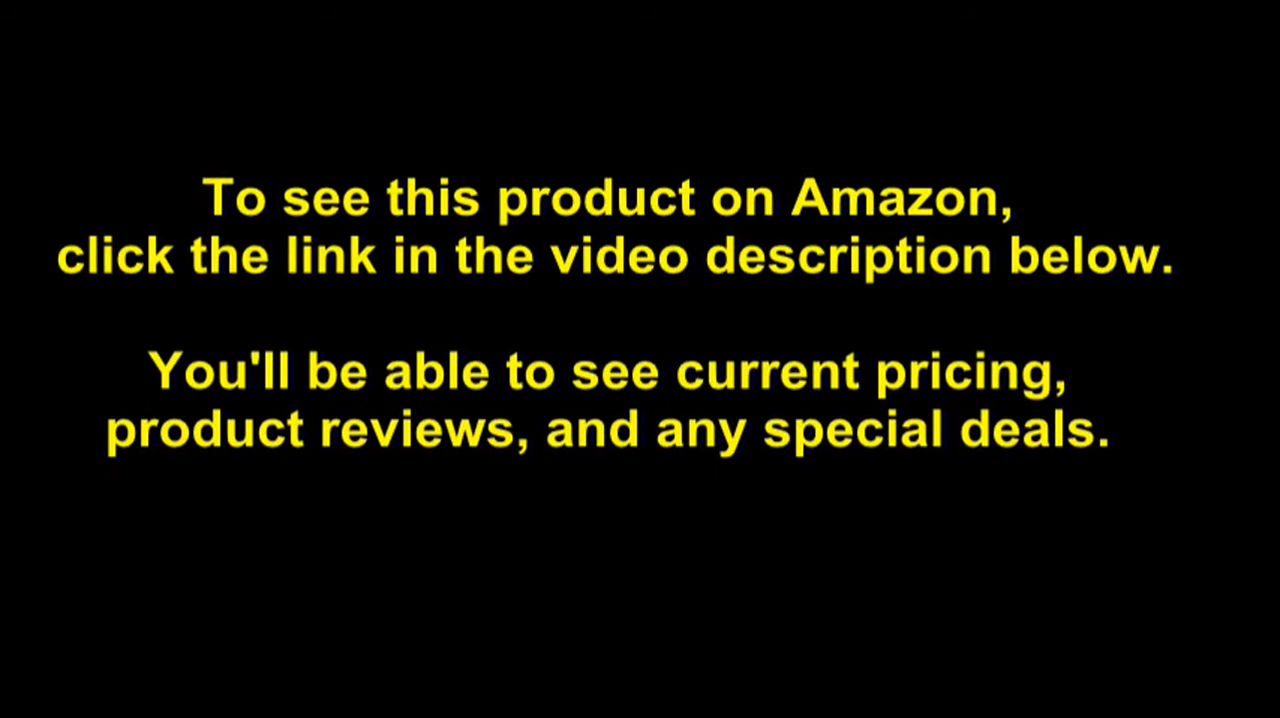 To see this product on Amazon,
click the link in the video description below.
You'll be able to see current pricing,
product reviews, and any special deals.